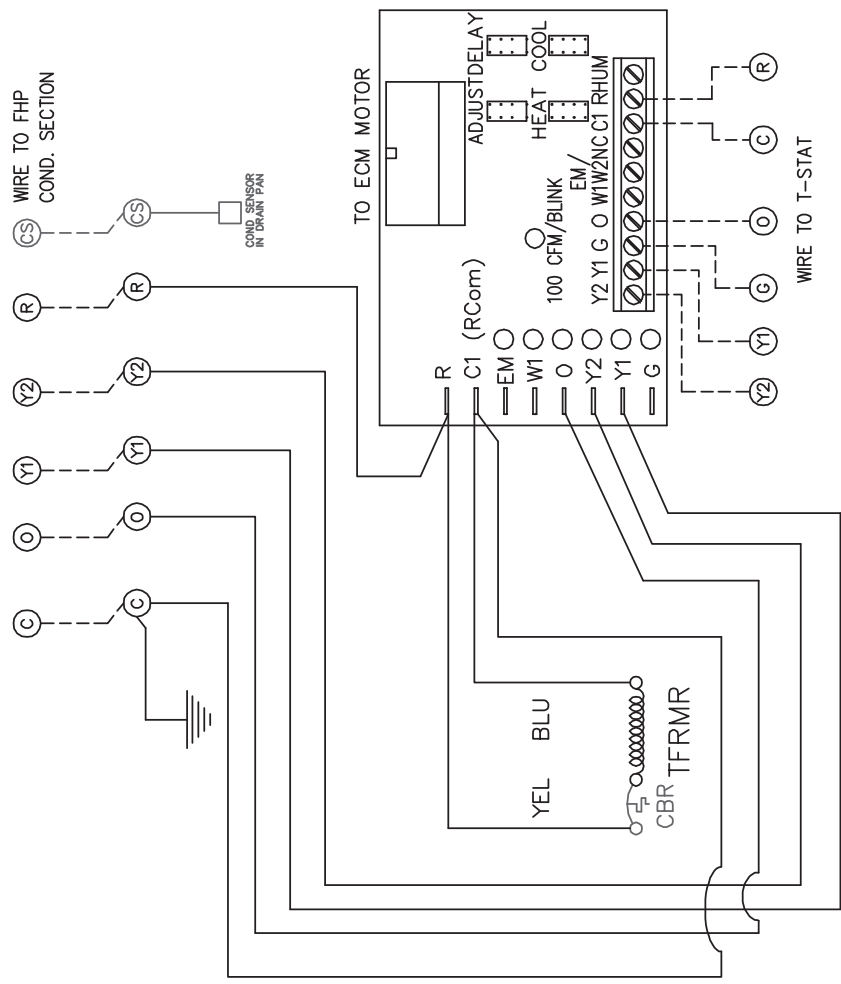 WIRE TO FHP
COND. SECTION
CS
CS
COND SENSOR
IN DRAIN PAN
R
R
Y2
Y2
Y1
Y1
O
O
C
C
TO ECM MOTOR
ADJUST
DELAY
HEAT
COOL
100 CFM/BLINK
EM/
Y2 Y1 G O W1 W2 NC C1 R HUM
R
C1 (RCom)
EM
W1
O
Y2
Y1
G
R
C
O
G
Y1
Y2
WIRE TO T-STAT
YEL
BLU
CBR
TFRMR